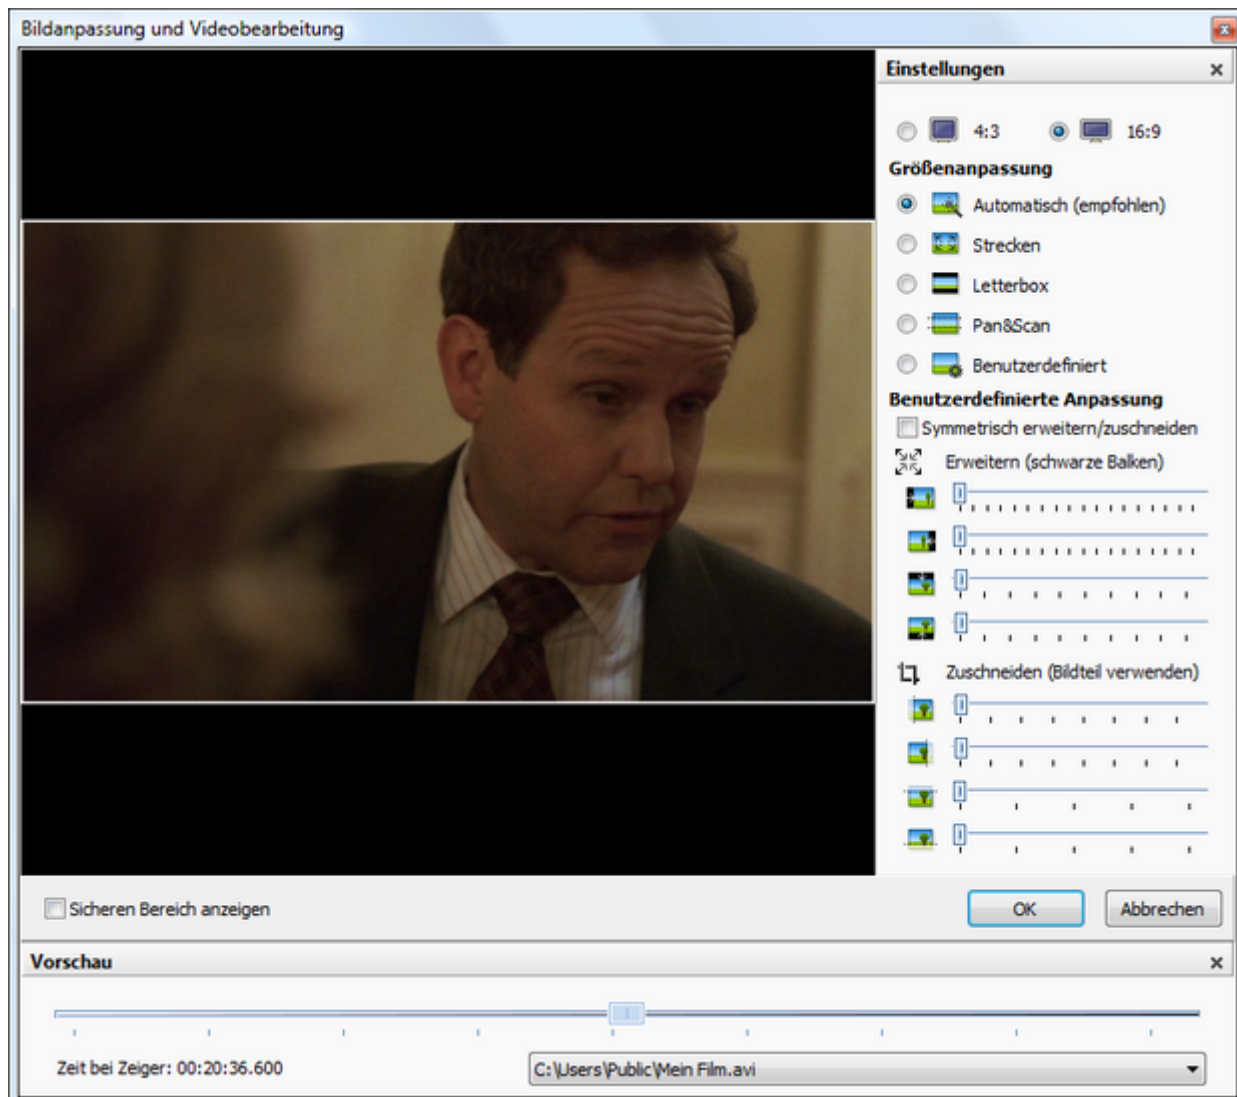 Bildanpassung und Videobearbeitung
Einstellungen
4:3 16:9
Größenanpassung
Automatisch (empfohlen)
Strecken
Letterbox
Pan&Scan
Benutzerdefiniert
Benutzerdefinierte Anpassung
Symmetrisch erweitern/zuschneiden
Erweitern (schwarze Balken)
Zuschneiden (Bildteil verwenden)
Sicheren Bereich anzeigen
OK Abbrechen
Vorschau
Zeit bei Zeiger: 00:20:36.600
C:\Users\Public\Mein Film.avi